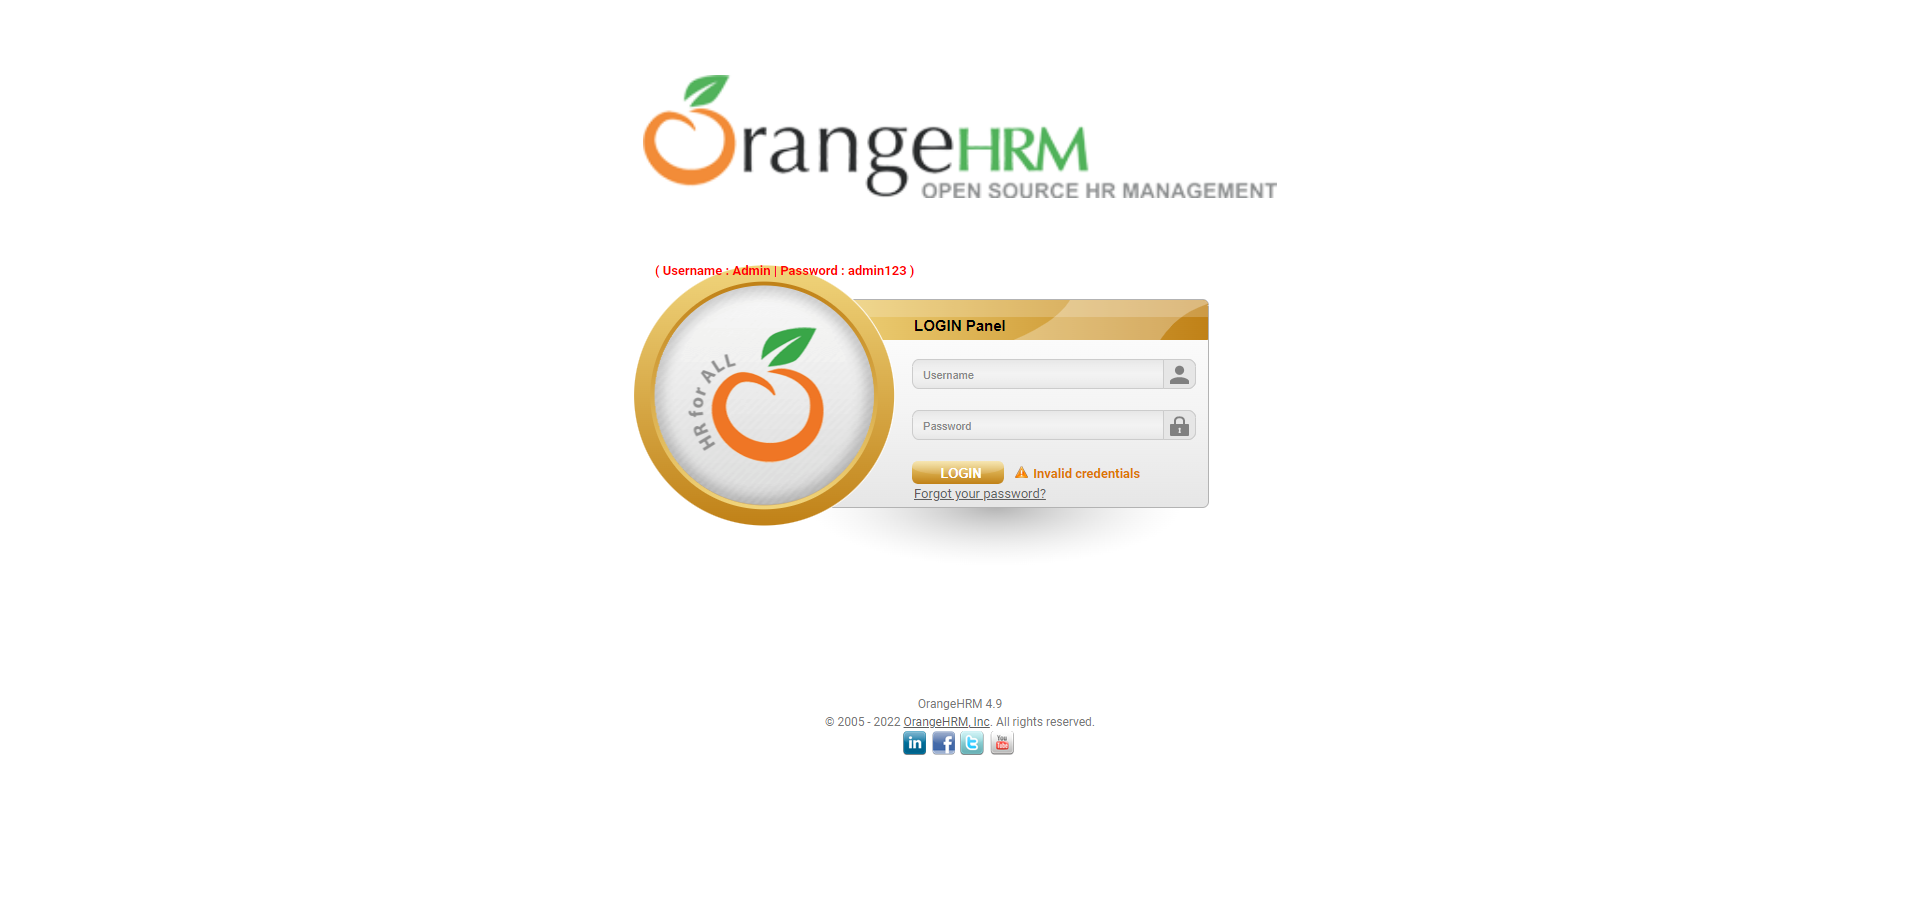 OrangeHRM
OPEN SOURCE HR MANAGEMENT
( Username : Admin | Password : admin123 )
HR for ALL
LOGIN Panel
Username
Password
LOGIN Invalid credentials
Forgot your password?
OrangeHRM 4.9
© 2005 - 2022 OrangeHRM, Inc. All rights reserved.
in f t You Tube